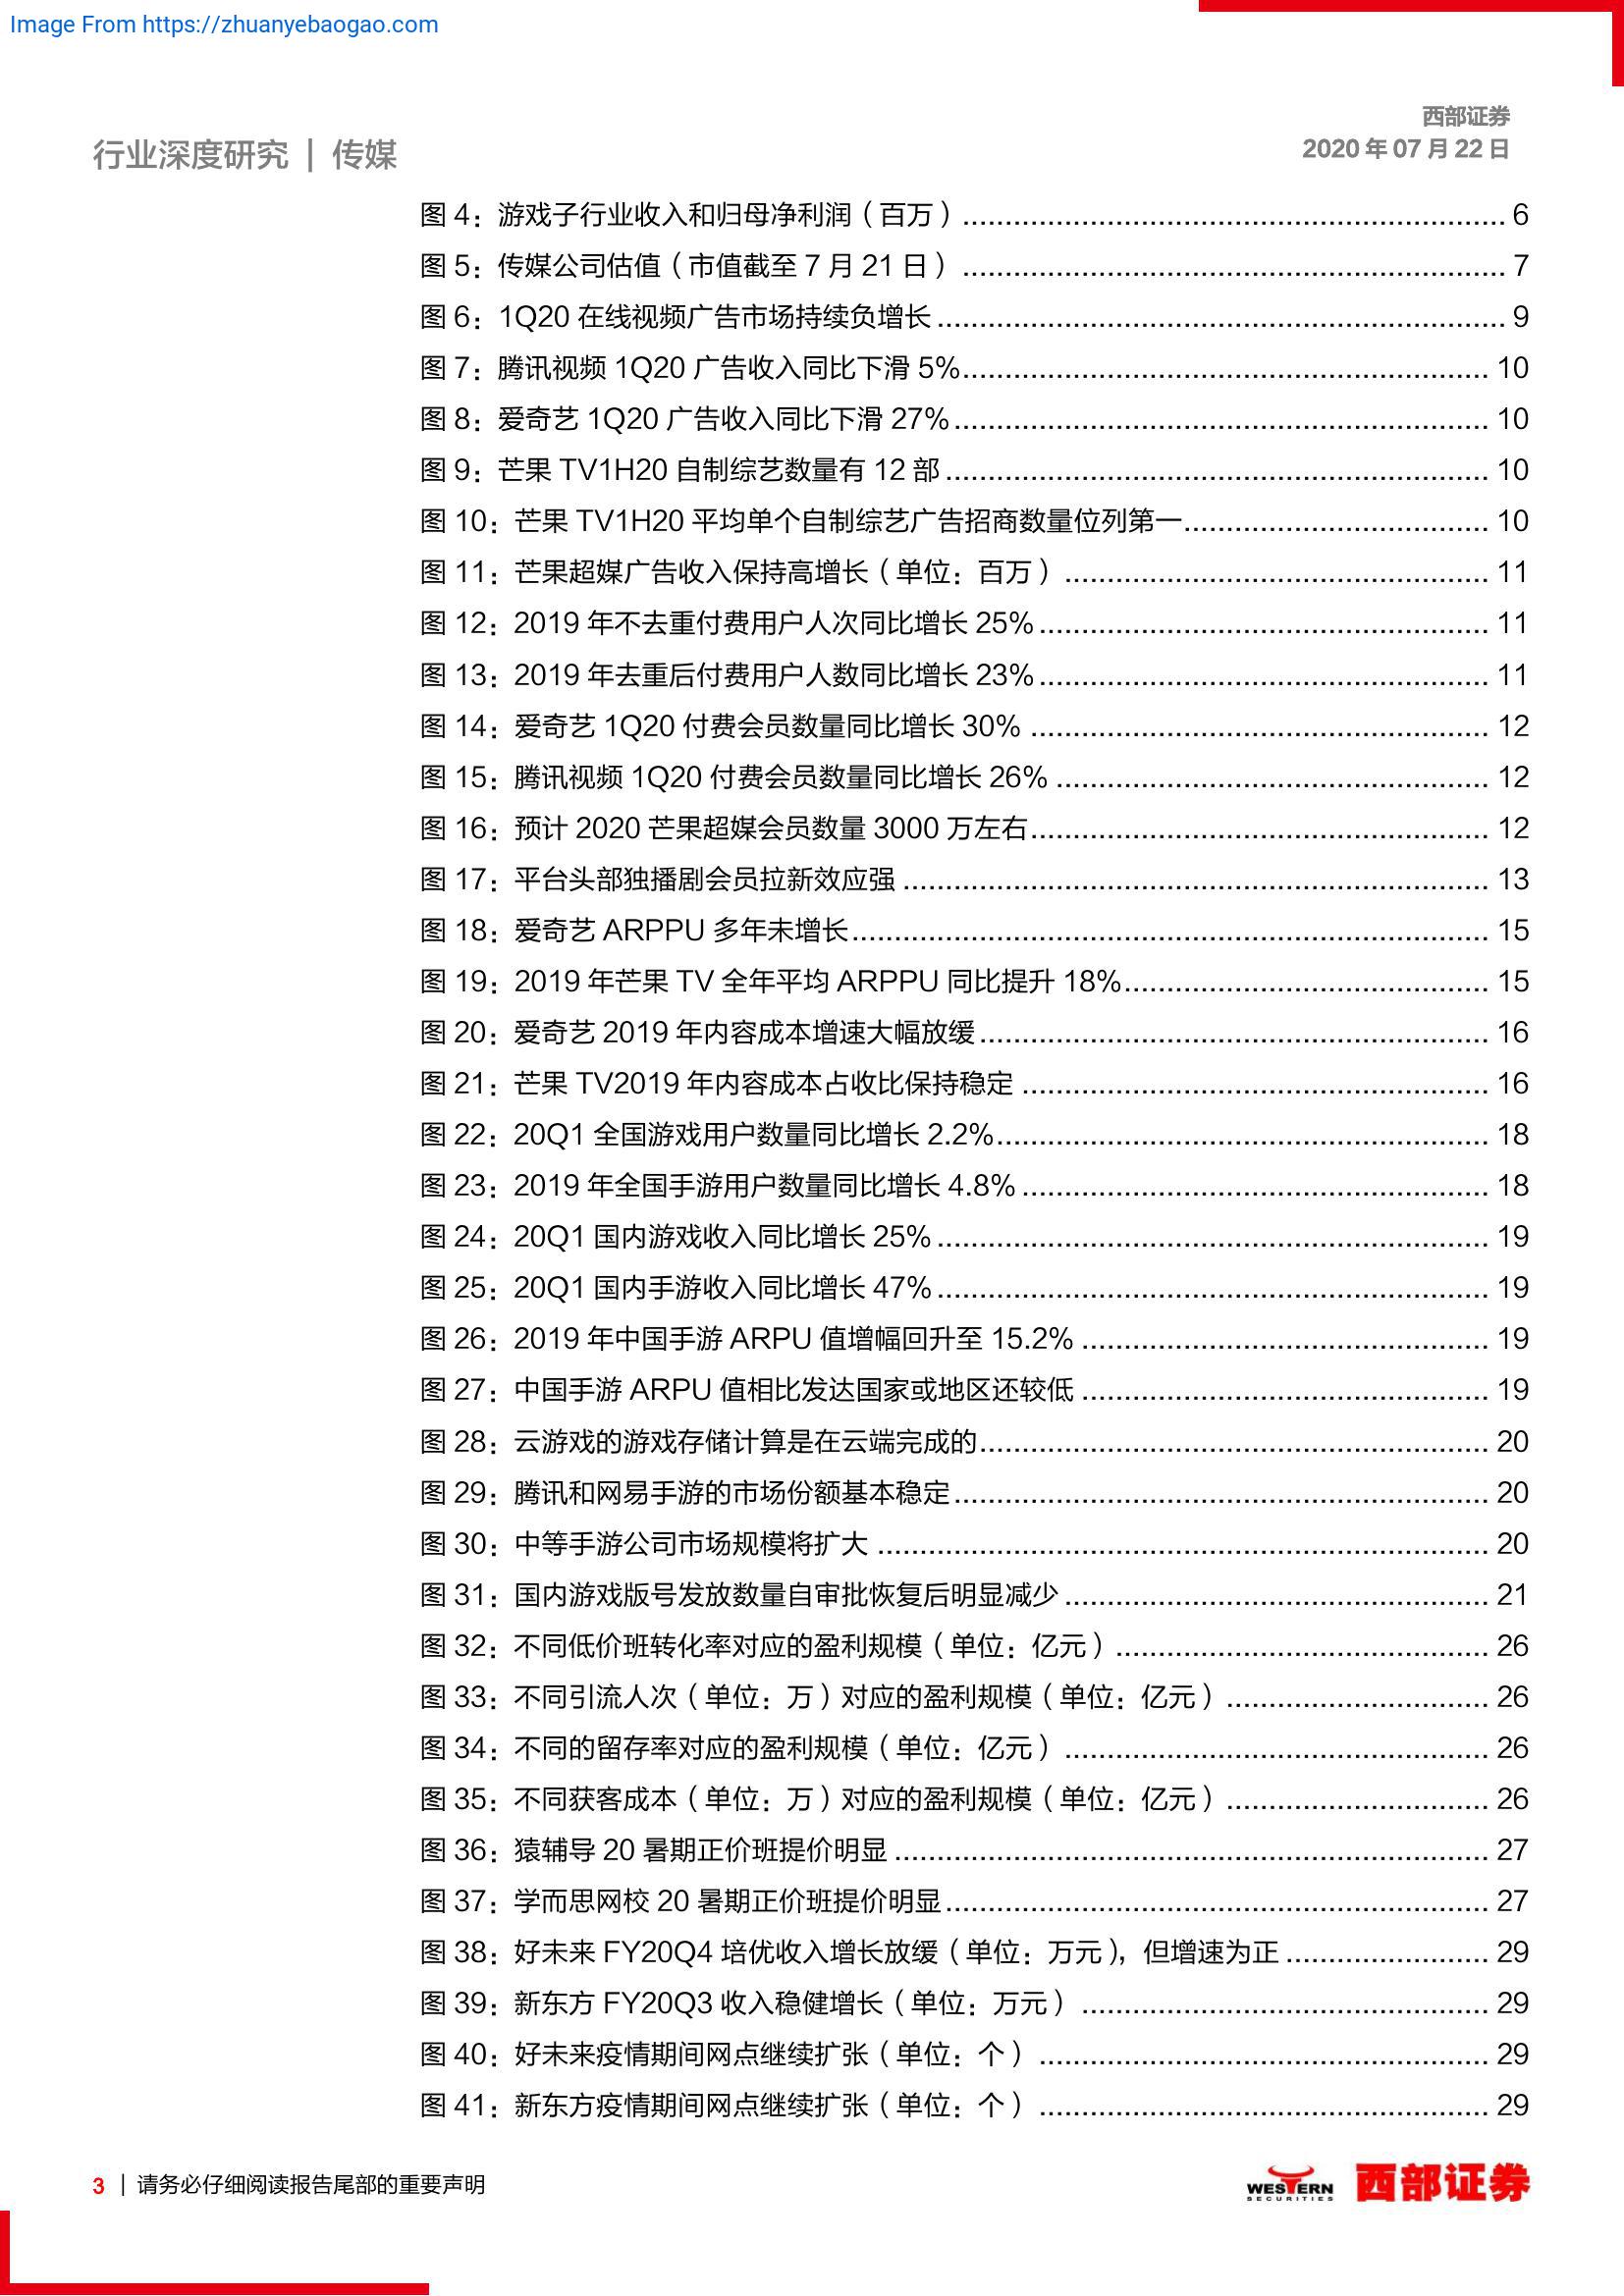 Image From https://zhuanyebaogao.com
西部证券
行业深度研究 | 传媒
2020 年 07 月 22 日
图 4：游戏子行业收入和归母净利润（百万）........ 6
图 5：传媒公司估值（市值截至 7 月 21 日）........ 7
图 6：1Q20 在线视频广告市场持续负增长........ 9
图 7：腾讯视频 1Q20 广告收入同比下滑 5%........ 10
图 8：爱奇艺 1Q20 广告收入同比下滑 27%........ 10
图 9：芒果 TV1H20 自制综艺数量有 12 部........ 10
图 10：芒果 TV1H20 平均单个自制综艺广告招商数量位列第一........ 10
图 11：芒果超媒广告收入保持高增长（单位：百万）........ 11
图 12：2019 年不去重付费用户人次同比增长 25%........ 11
图 13：2019 年去重后付费用户人数同比增长 23%........ 11
图 14：爱奇艺 1Q20 付费会员数量同比增长 30%........ 12
图 15：腾讯视频 1Q20 付费会员数量同比增长 26%........ 12
图 16：预计 2020 芒果超媒会员数量 3000 万左右........ 12
图 17：平台头部独播剧会员拉新效应强........ 13
图 18：爱奇艺 ARPPU 多年未增长........ 15
图 19：2019 年芒果 TV 全年平均 ARPPU 同比提升 18%........ 15
图 20：爱奇艺 2019 年内容成本增速大幅放缓........ 16
图 21：芒果 TV2019 年内容成本占收比保持稳定........ 16
图 22：20Q1 全国游戏用户数量同比增长 2.2%........ 18
图 23：2019 年全国手游用户数量同比增长 4.8%........ 18
图 24：20Q1 国内游戏收入同比增长 25%........ 19
图 25：20Q1 国内手游收入同比增长 47%........ 19
图 26：2019 年中国手游 ARPU 值增幅回升至 15.2%........ 19
图 27：中国手游 ARPU 值相比发达国家或地区还较低........ 19
图 28：云游戏的游戏存储计算是在云端完成的........ 20
图 29：腾讯和网易手游的市场份额基本稳定........ 20
图 30：中等手游公司市场规模将扩大........ 20
图 31：国内游戏版号发放数量自审批恢复后明显减少........ 21
图 32：不同低价班转化率对应的盈利规模（单位：亿元）........ 26
图 33：不同引流人次（单位：万）对应的盈利规模（单位：亿元）........ 26
图 34：不同的留存率对应的盈利规模（单位：亿元）........ 26
图 35：不同获客成本（单位：万）对应的盈利规模（单位：亿元）........ 26
图 36：猿辅导 20 暑期正价班提价明显........ 27
图 37：学而思网校 20 暑期正价班提价明显........ 27
图 38：好未来 FY20Q4 培优收入增长放缓（单位：万元），但增速为正........ 29
图 39：新东方 FY20Q3 收入稳健增长（单位：万元）........ 29
图 40：好未来疫情期间网点继续扩张（单位：个）........ 29
图 41：新东方疫情期间网点继续扩张（单位：个）........ 29
3 | 请务必仔细阅读报告尾部的重要声明
WESTERN
SECURITIES
西部证券